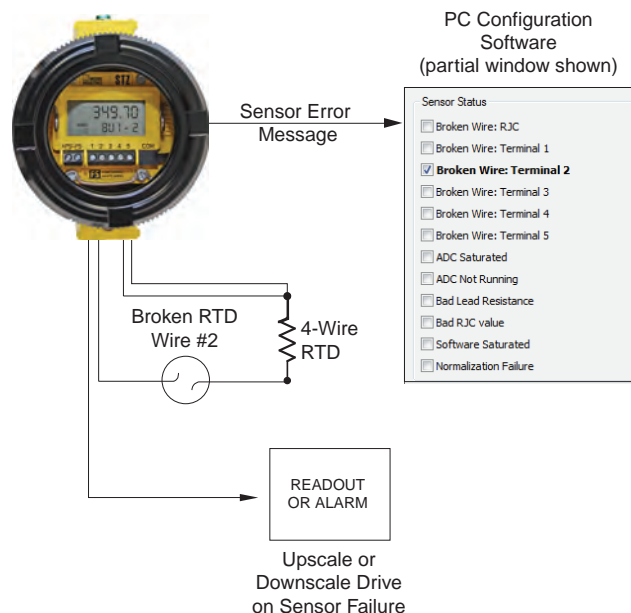 PC Configuration
Software
(partial window shown)
STZ
349.70
BW1-2
1 2 3 4 5
COM
Sensor Error
Message
Sensor Status
Broken Wire: RJC
Broken Wire: Terminal 1
Broken Wire: Terminal 2
Broken Wire: Terminal 3
Broken Wire: Terminal 4
Broken Wire: Terminal 5
ADC Saturated
ADC Not Running
Bad Lead Resistance
Bad RJC value
Software Saturated
Normalization Failure
Broken RTD
Wire #2
4-Wire
RTD
READOUT
OR ALARM
Upscale or
Downscale Drive
on Sensor Failure